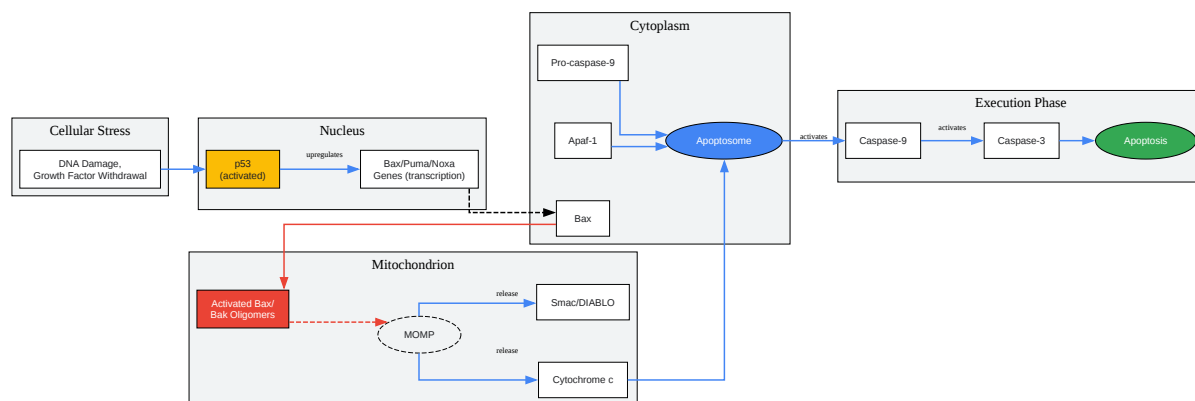 Cellular Stress
DNA Damage,
Growth Factor Withdrawal
Nucleus
p53
(activated)
upregulates
Bax/Puma/Noxa
Genes (transcription)
Cytoplasm
Pro-caspase-9
Apaf-1
Apoptosome
Bax
activates
Execution Phase
Caspase-9
activates
Caspase-3
Apoptosis
Mitochondrion
Activated Bax/
Bak Oligomers
MOMP
release
Smac/DIABLO
release
Cytochrome c